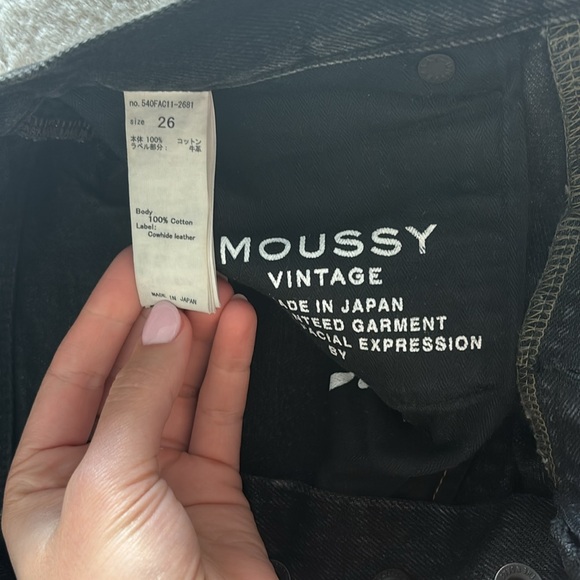 no. 540FAC11-2681
size 26
本体 100% コットン
ラベル部分: 牛革
Body
100% Cotton
Label:
Cowhide leather
MADE IN JAPAN
MOUSSY
VINTAGE
ADE IN JAPAN
NTEED GARMENT
ACIAL EXPRESSION
BY